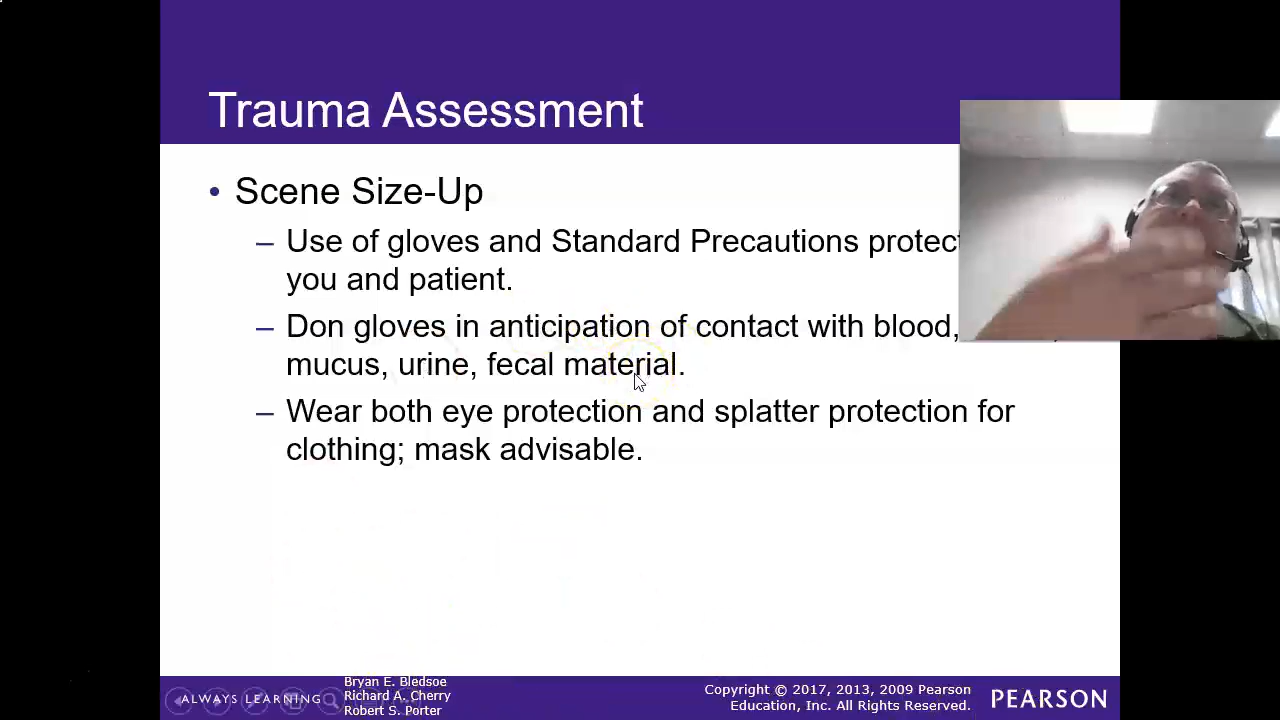 Trauma Assessment
• Scene Size-Up
– Use of gloves and Standard Precautions protect
you and patient.
– Don gloves in anticipation of contact with blood,
mucus, urine, fecal material.
– Wear both eye protection and splatter protection for
clothing; mask advisable.
ALWAYS LEARNING
Bryan E. Bledsoe
Richard A. Cherry
Robert S. Porter
Copyright © 2017, 2013, 2009 Pearson
Education, Inc. All Rights Reserved.
PEARSON